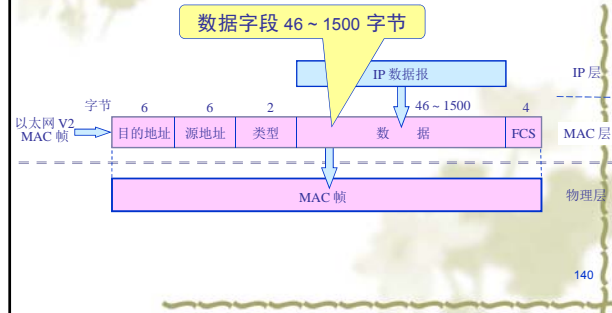 数据字段 46 ~ 1500 字节
IP 数据报
IP 层
字节
6
6
2
46 ~ 1500
4
以太网 V2
MAC 帧
目的地址
源地址
类型
数 据
FCS
MAC 层
MAC 帧
物理层
140